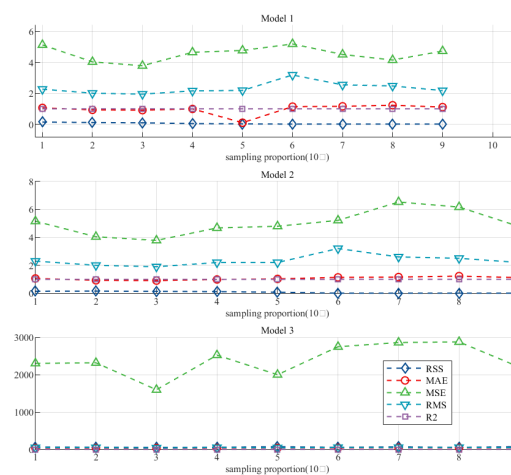 Model 1
6
4
2
0
1 2 3 4 5 6 7 8 9 10
sampling proportion(10□)
Model 2
8
6
4
2
0
1 2 3 4 5 6 7 8
sampling proportion(10□)
Model 3
3000
2000
1000
0
1 2 3 4 5 6 7 8
sampling proportion(10□)
RSS
MAE
MSE
RMS
R2